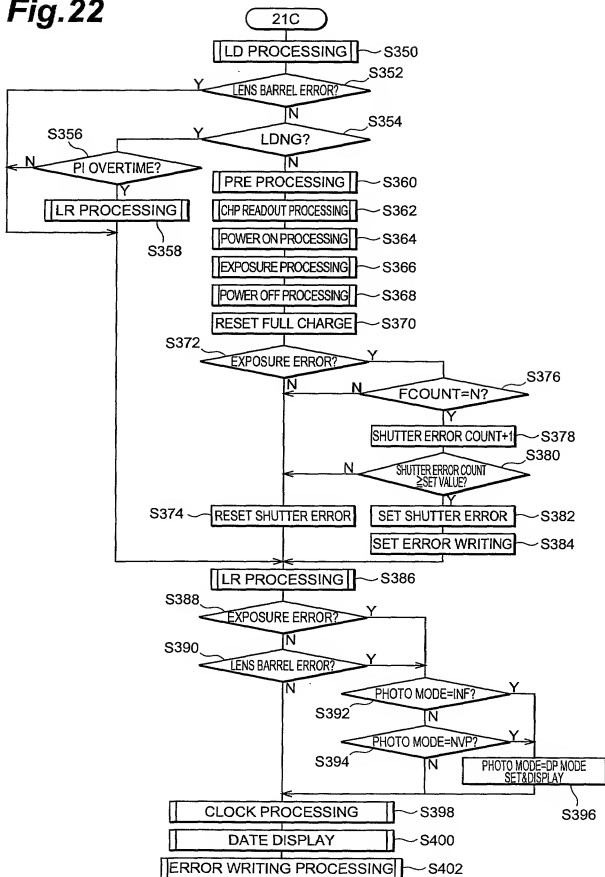 Fig.22
21C
LD PROCESSING
S350
LENS BARREL ERROR?
S352
Y
N
LDNG?
S354
Y
N
S356
PI OVERTIME?
N
Y
LR PROCESSING
S358
PRE PROCESSING
S360
CHP READOUT PROCESSING
S362
POWER ON PROCESSING
S364
EXPOSURE PROCESSING
S366
POWER OFF PROCESSING
S368
RESET FULL CHARGE
S370
S372
EXPOSURE ERROR?
Y
N
FCOUNT=N?
S376
N
Y
SHUTTER ERROR COUNT+1
S378
SHUTTER ERROR COUNT
≧SET VALUE?
S380
N
Y
S374
RESET SHUTTER ERROR
SET SHUTTER ERROR
S382
SET ERROR WRITING
S384
LR PROCESSING
S386
S388
EXPOSURE ERROR?
Y
N
S390
LENS BARREL ERROR?
Y
N
PHOTO MODE=INF?
S392
Y
N
PHOTO MODE=NVP?
S394
Y
N
PHOTO MODE=DP MODE
SET&DISPLAY
S396
CLOCK PROCESSING
S398
DATE DISPLAY
S400
ERROR WRITING PROCESSING
S402